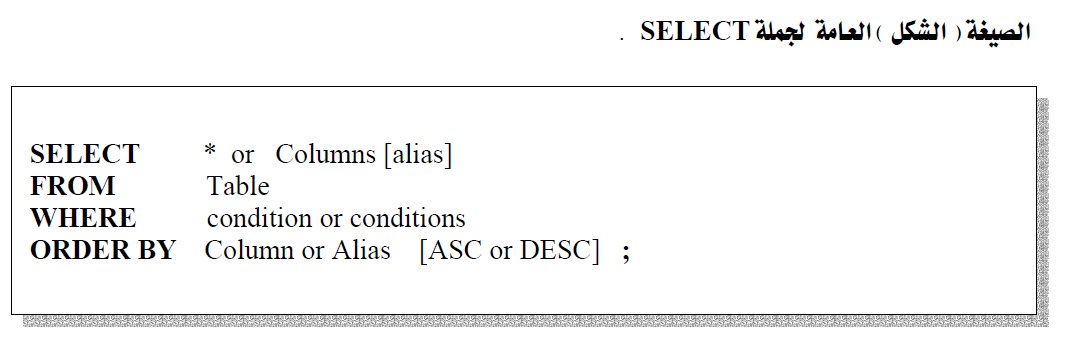 الصيغة ( الشكل ) العامة لجملة SELECT .
SELECT * or Columns [alias]
FROM Table
WHERE condition or conditions
ORDER BY Column or Alias [ASC or DESC] ;